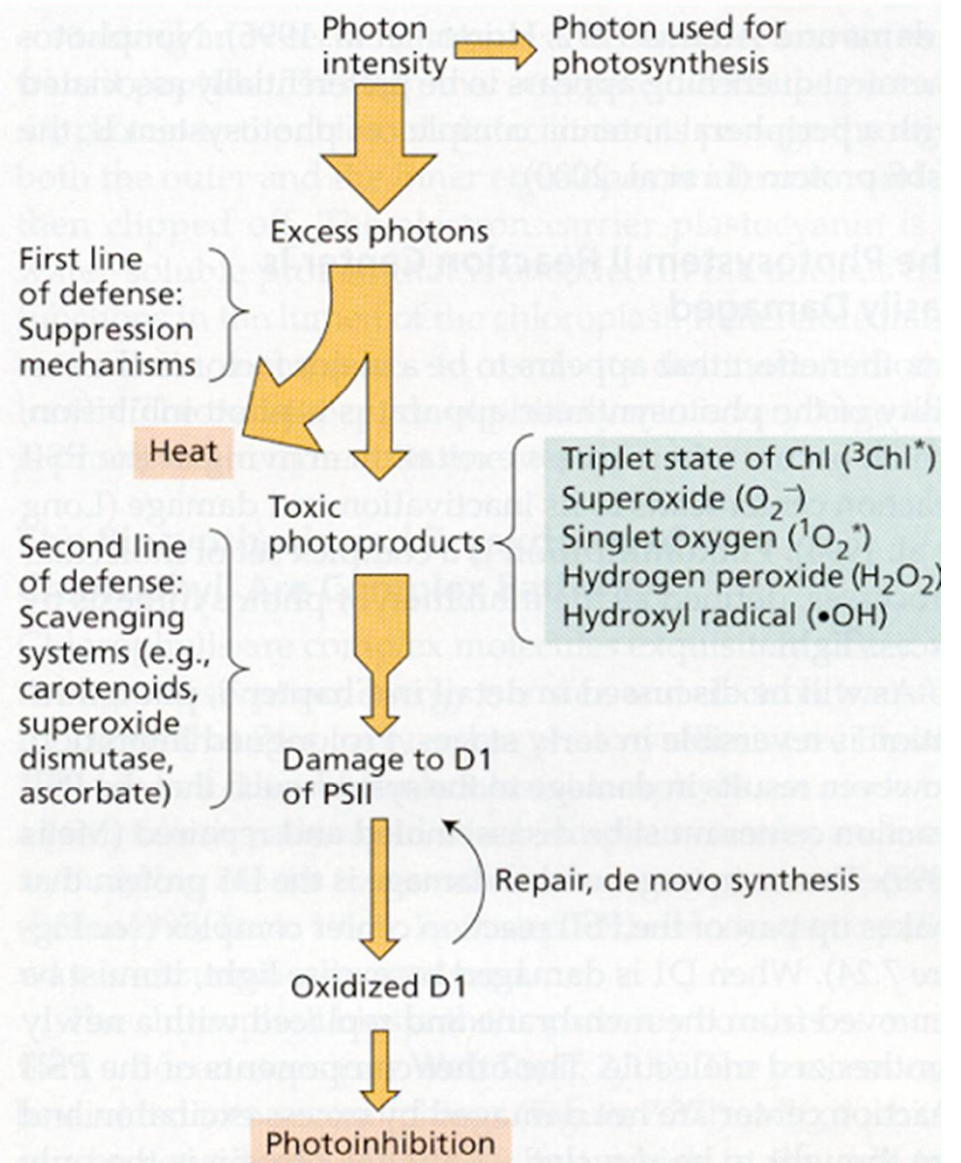 Photon
intensity
Photon used for
photosynthesis
Excess photons
First line
of defense:
Suppression
mechanisms
Heat
Toxic
photoproducts
Triplet state of Chl (³Chl*)
Superoxide (O₂⁻)
Singlet oxygen (¹O₂*)
Hydrogen peroxide (H₂O₂)
Hydroxyl radical (•OH)
Second line
of defense:
Scavenging
systems (e.g.,
carotenoids,
superoxide
dismutase,
ascorbate)
Damage to D1
of PSII
Repair, de novo synthesis
Oxidized D1
Photoinhibition